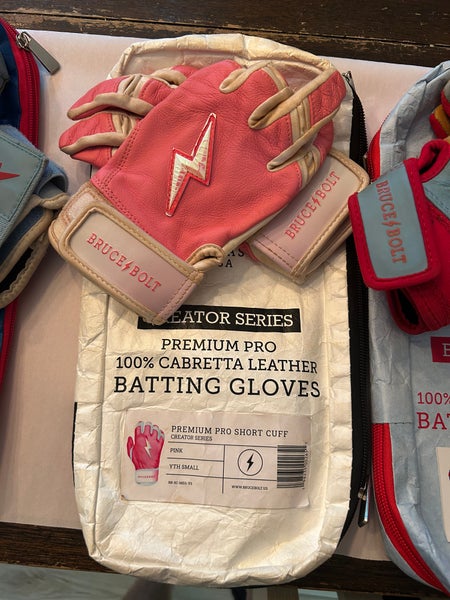 BRUCE BOLT
BRUCE BOLT
BRUCE BOLT
CREATOR SERIES
PREMIUM PRO
100% CABRETTA LEATHER
BATTING GLOVES
PREMIUM PRO SHORT CUFF
CREATOR SERIES
PINK
YTH SMALL
WWW.BRUCEBOLT.US
100%
BAT